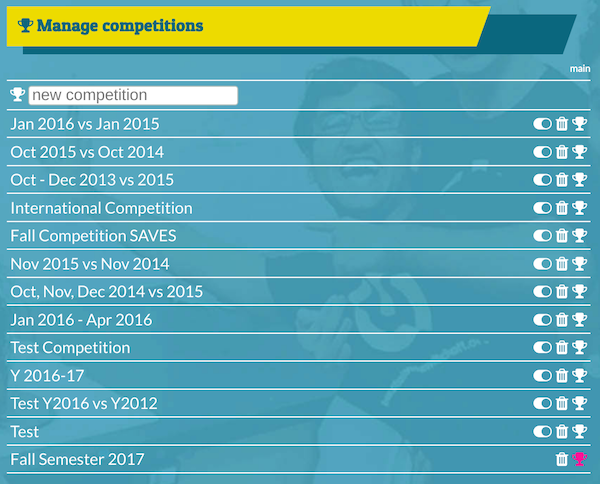 Manage competitions
main
new competition
Jan 2016 vs Jan 2015
Oct 2015 vs Oct 2014
Oct - Dec 2013 vs 2015
International Competition
Fall Competition SAVES
Nov 2015 vs Nov 2014
Oct, Nov, Dec 2014 vs 2015
Jan 2016 - Apr 2016
Test Competition
Y 2016-17
Test Y2016 vs Y2012
Test
Fall Semester 2017